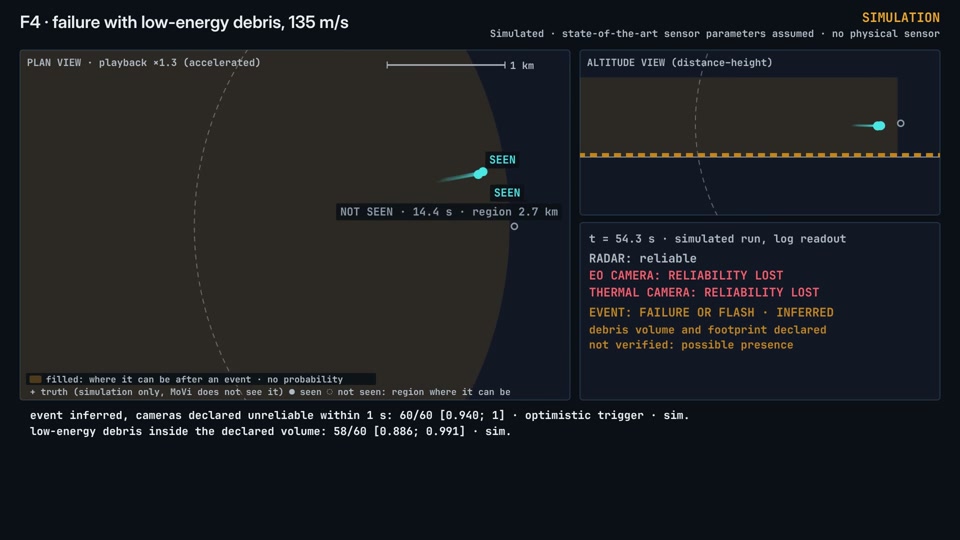 F4 · failure with low-energy debris, 135 m/s
SIMULATION
Simulated · state-of-the-art sensor parameters assumed · no physical sensor
PLAN VIEW · playback ×1.3 (accelerated)
1 km
SEEN
SEEN
NOT SEEN · 14.4 s · region 2.7 km
filled: where it can be after an event · no probability
+ truth (simulation only, MoVi does not see it) ● seen ◌ not seen: region where it can be
ALTITUDE VIEW (distance-height)
t = 54.3 s · simulated run, log readout
RADAR: reliable
EO CAMERA: RELIABILITY LOST
THERMAL CAMERA: RELIABILITY LOST
EVENT: FAILURE OR FLASH · INFERRED
debris volume and footprint declared
not verified: possible presence
event inferred, cameras declared unreliable within 1 s: 60/60 [0.940; 1] · optimistic trigger · sim.
low-energy debris inside the declared volume: 58/60 [0.886; 0.991] · sim.